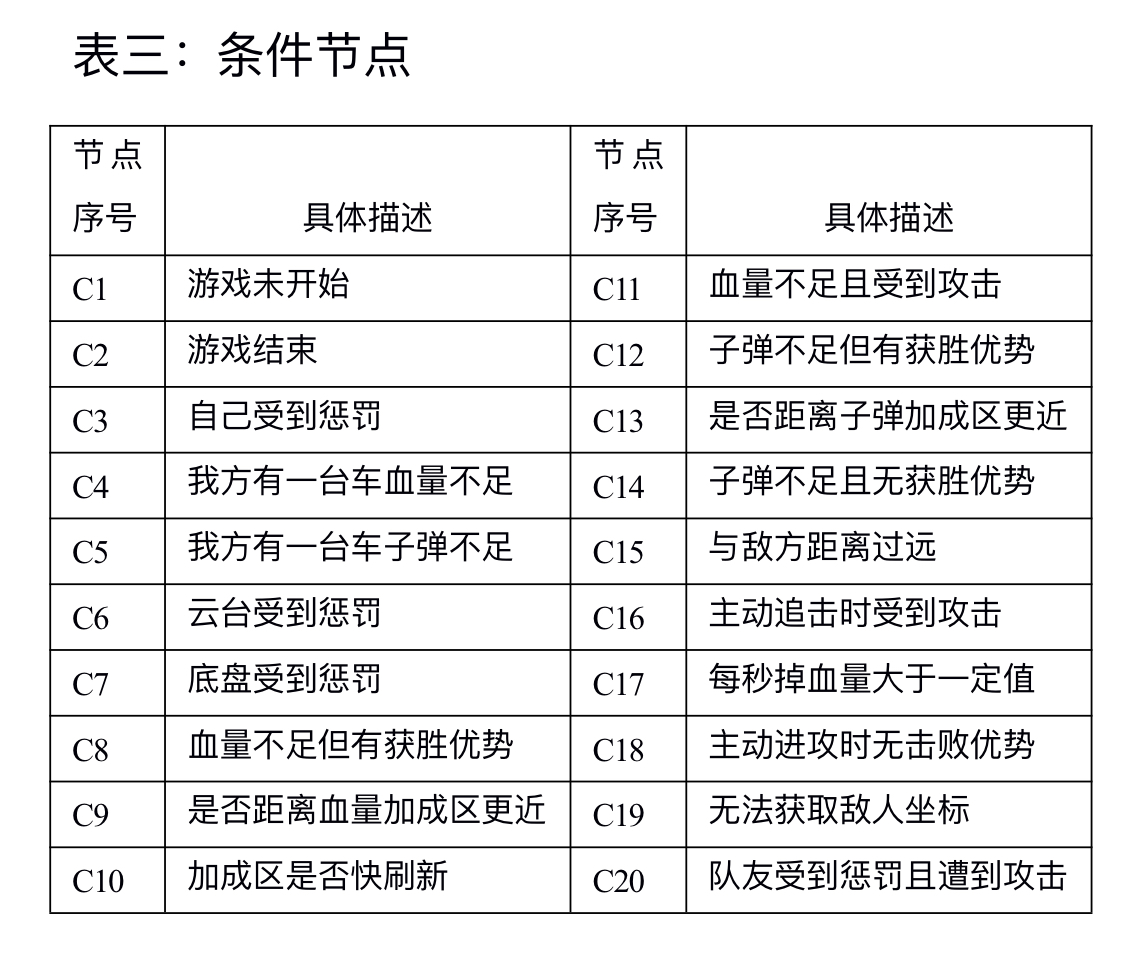 表三：条件节点
节点序号 具体描述 节点序号 具体描述
C1 游戏未开始 C11 血量不足且受到攻击
C2 游戏结束 C12 子弹不足但有获胜优势
C3 自己受到惩罚 C13 是否距离子弹加成区更近
C4 我方有一台车血量不足 C14 子弹不足且无获胜优势
C5 我方有一台车子弹不足 C15 与敌方距离过远
C6 云台受到惩罚 C16 主动追击时受到攻击
C7 底盘受到惩罚 C17 每秒掉血量大于一定值
C8 血量不足但有获胜优势 C18 主动进攻时无击败优势
C9 是否距离血量加成区更近 C19 无法获取敌人坐标
C10 加成区是否快刷新 C20 队友受到惩罚且遭到攻击